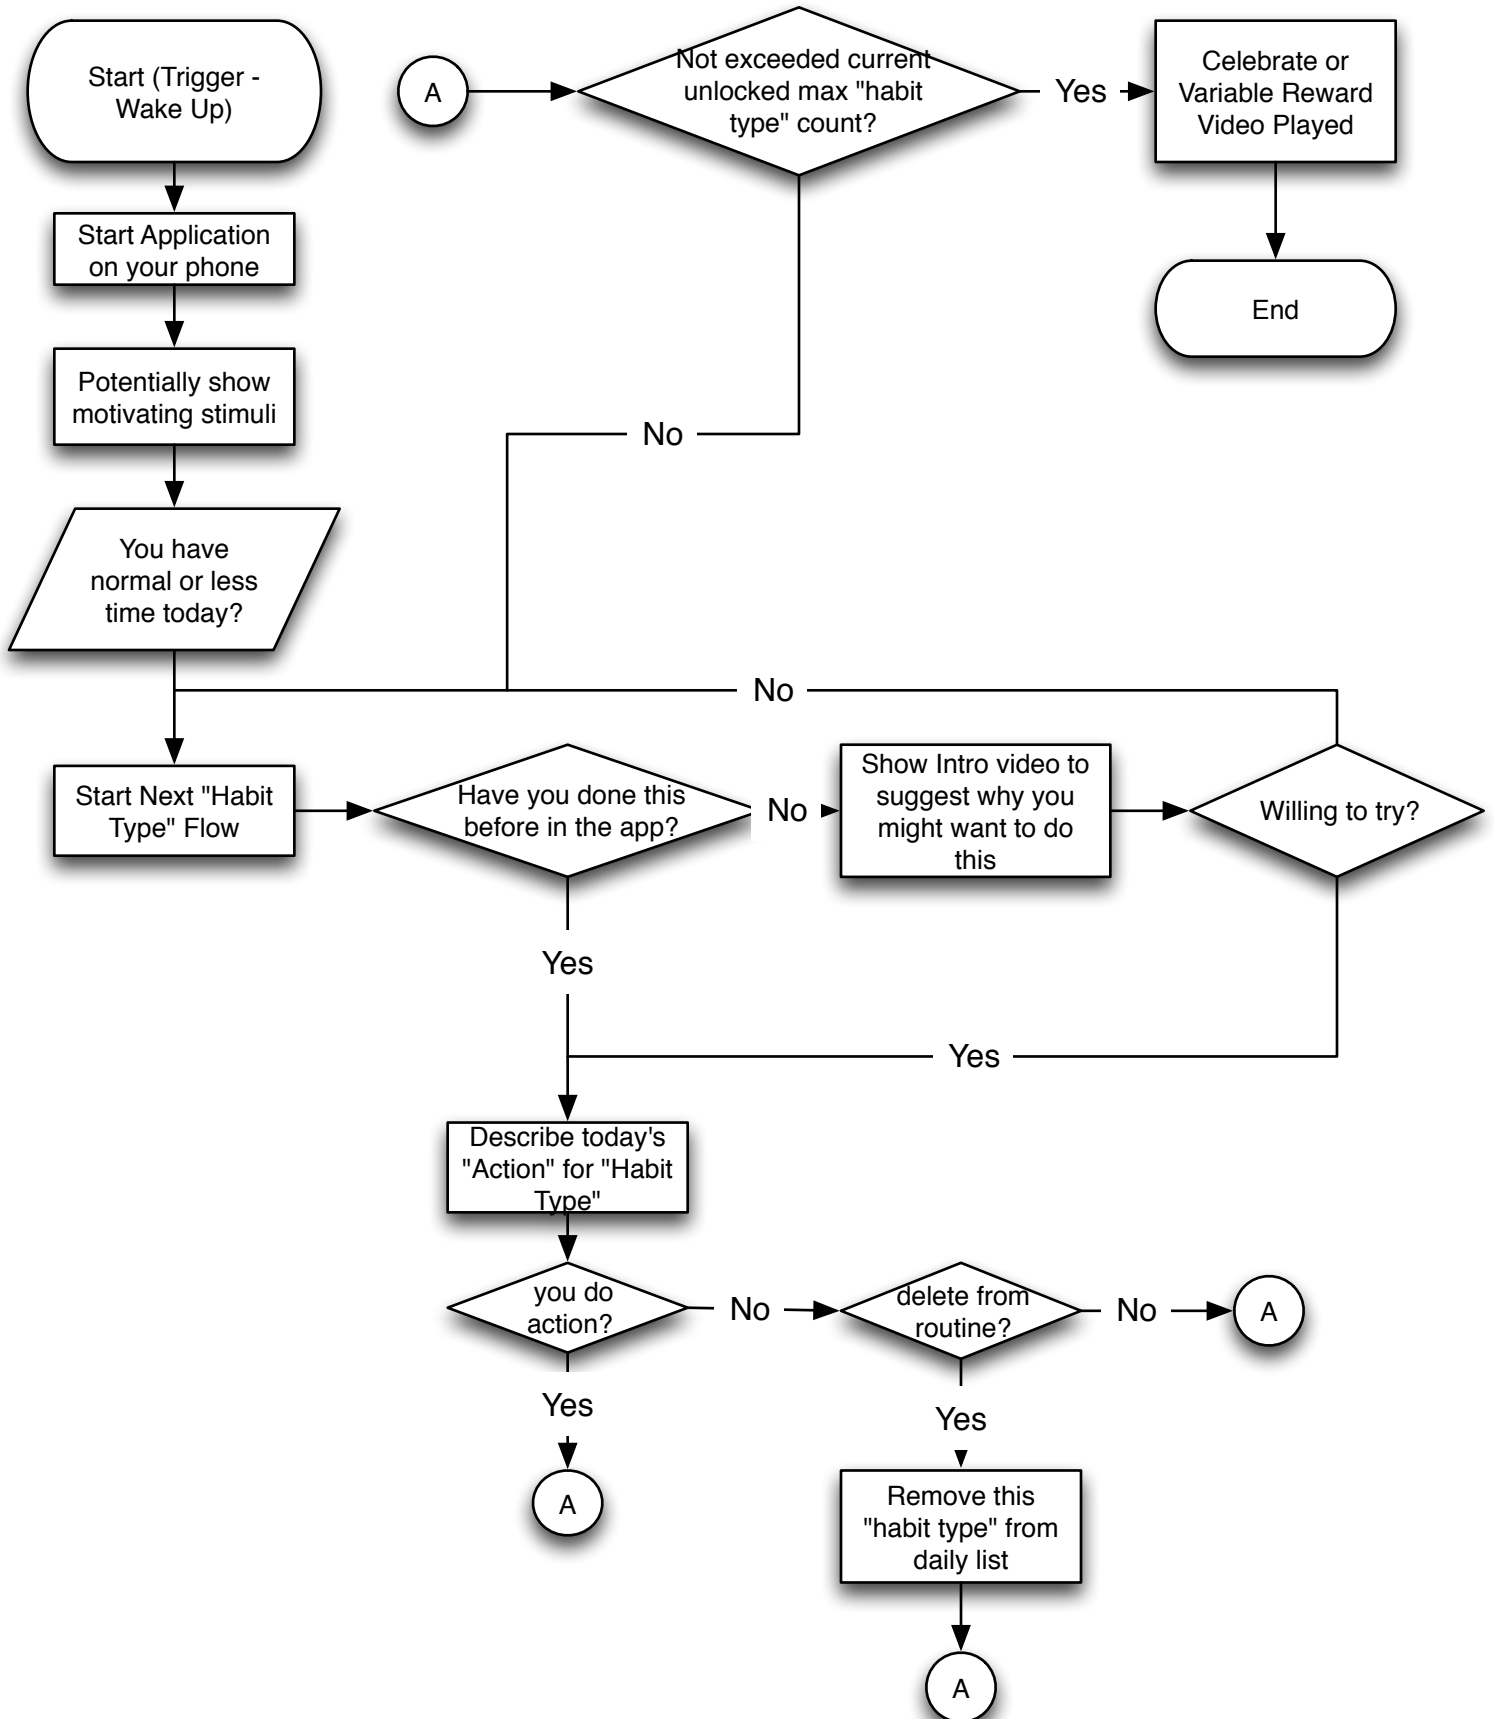 Start (Trigger -
Wake Up)
A
Not exceeded current
unlocked max "habit
type" count?
Yes
Celebrate or
Variable Reward
Video Played
Start Application
on your phone
End
Potentially show
motivating stimuli
No
You have
normal or less
time today?
No
Start Next "Habit
Type" Flow
Have you done this
before in the app?
No
Show Intro video to
suggest why you
might want to do
this
Willing to try?
Yes
Yes
Describe today's
"Action" for "Habit
Type"
you do
action?
No
delete from
routine?
No
A
Yes
Yes
A
Remove this
"habit type" from
daily list
A